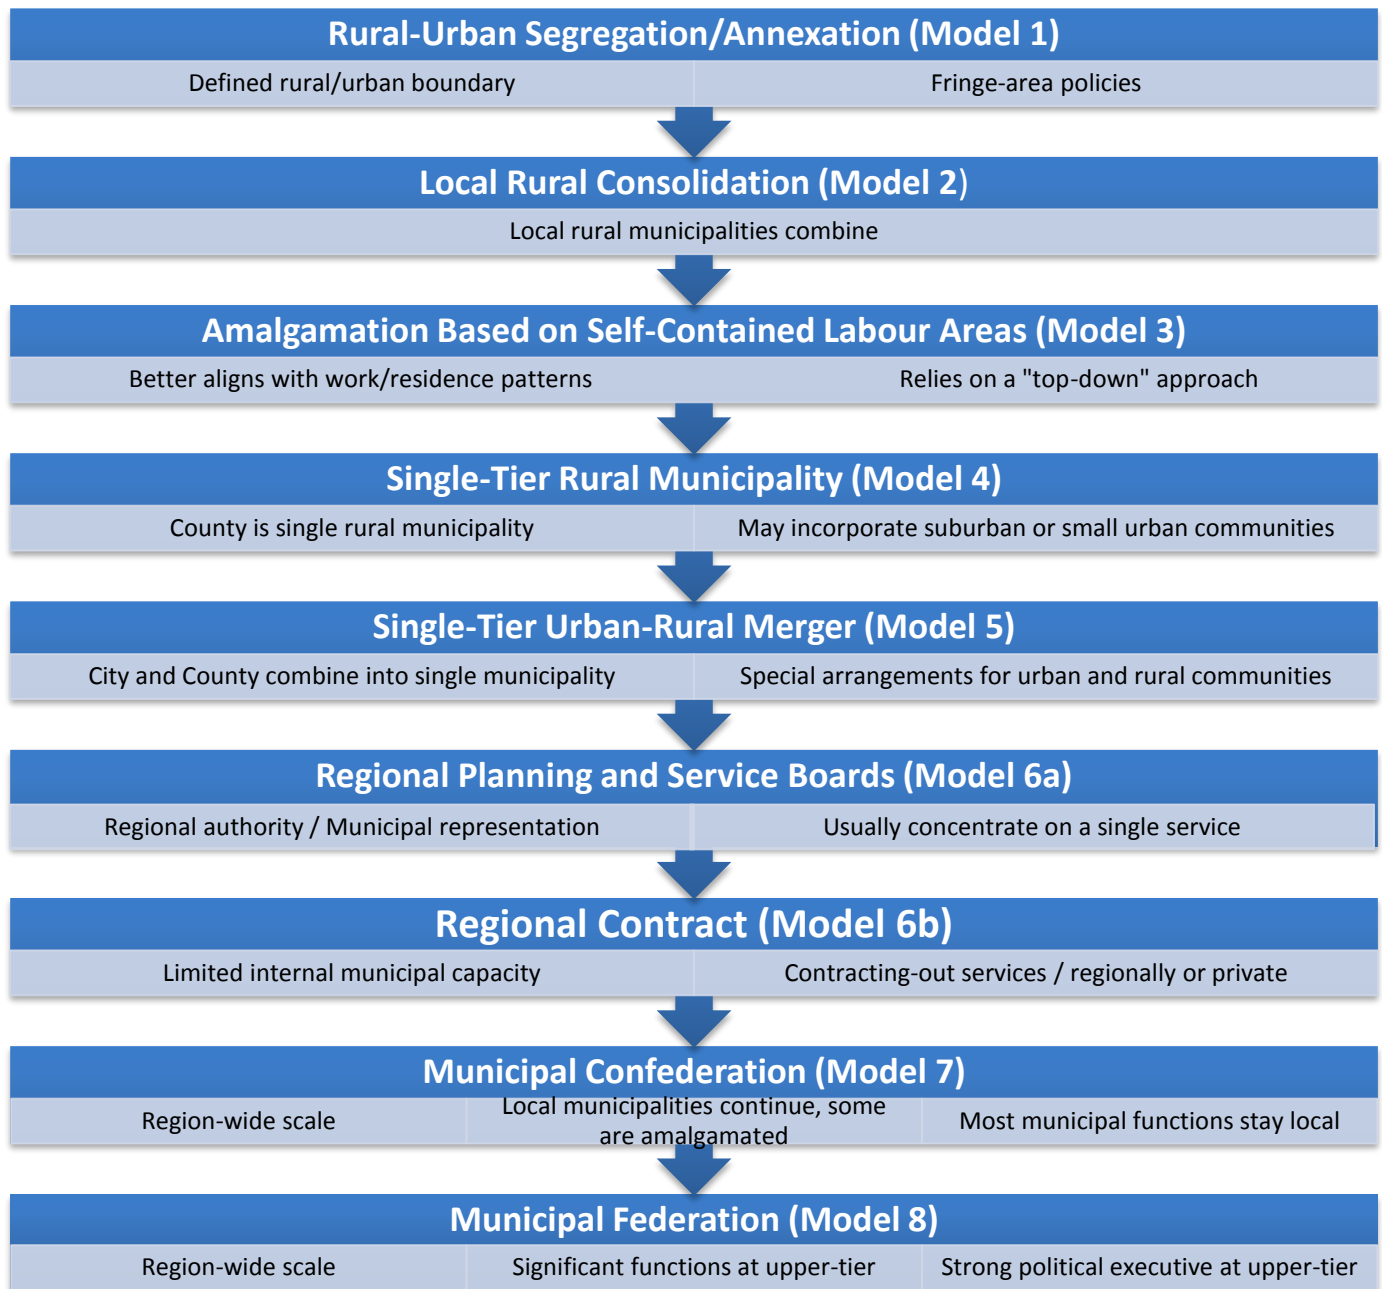 Rural-Urban Segregation/Annexation (Model 1)
Defined rural/urban boundary
Fringe-area policies
Local Rural Consolidation (Model 2)
Local rural municipalities combine
Amalgamation Based on Self-Contained Labour Areas (Model 3)
Better aligns with work/residence patterns
Relies on a "top-down" approach
Single-Tier Rural Municipality (Model 4)
County is single rural municipality
May incorporate suburban or small urban communities
Single-Tier Urban-Rural Merger (Model 5)
City and County combine into single municipality
Special arrangements for urban and rural communities
Regional Planning and Service Boards (Model 6a)
Regional authority / Municipal representation
Usually concentrate on a single service
Regional Contract (Model 6b)
Limited internal municipal capacity
Contracting-out services / regionally or private
Municipal Confederation (Model 7)
Region-wide scale
Local municipalities continue, some
are amalgamated
Most municipal functions stay local
Municipal Federation (Model 8)
Region-wide scale
Significant functions at upper-tier
Strong political executive at upper-tier